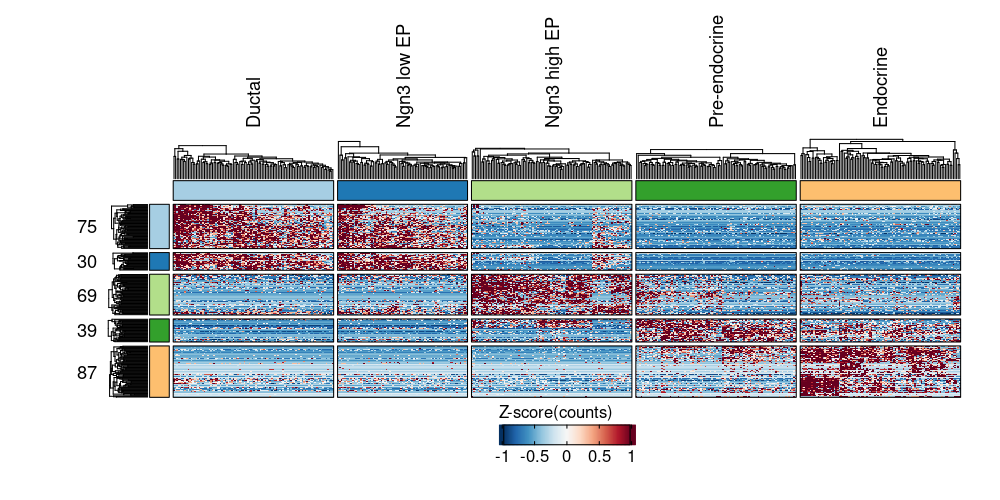 Ductal
Ngn3 low EP
Ngn3 high EP
Pre-endocrine
Endocrine
75
30
69
39
87
Z-score(counts)
-1 -0.5 0 0.5 1